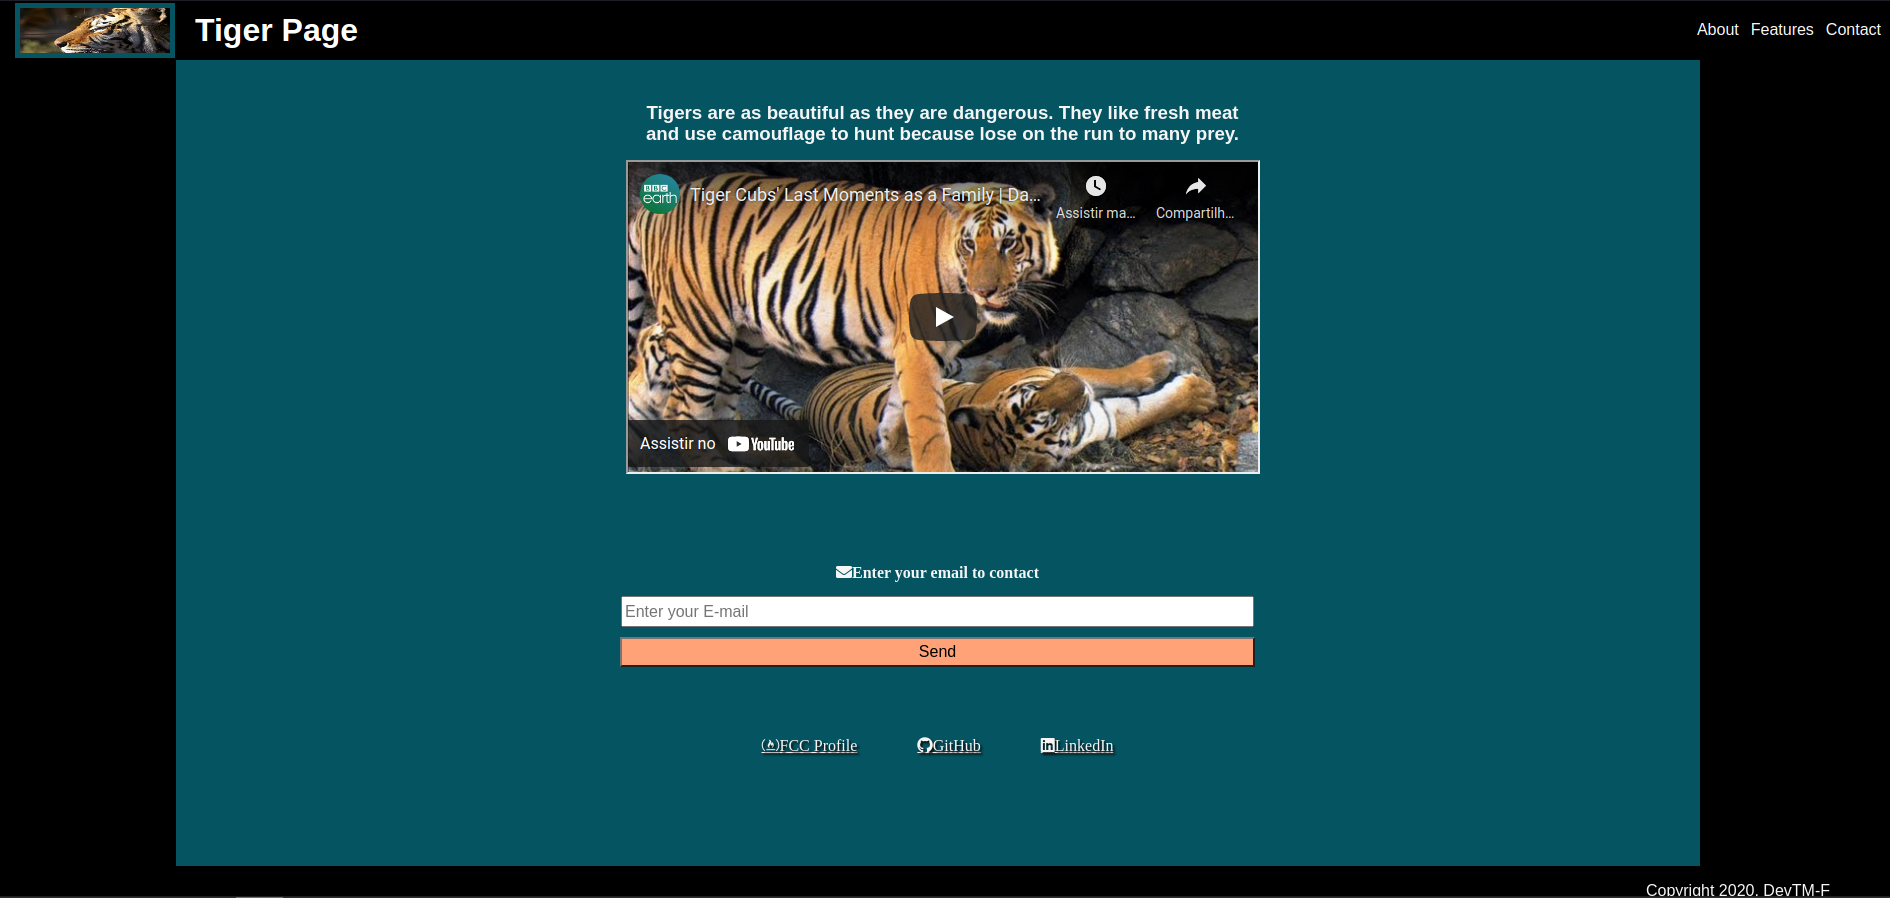 Tiger Page
About Features Contact
Tigers are as beautiful as they are dangerous. They like fresh meat
and use camouflage to hunt because lose on the run to many prey.
BBC
earth
Tiger Cubs' Last Moments as a Family | Da...
Assistir ma...
Compartilh...
Assistir no YouTube
Enter your email to contact
Enter your E-mail
Send
FCC Profile GitHub LinkedIn
Copyright 2020. DevTM-F